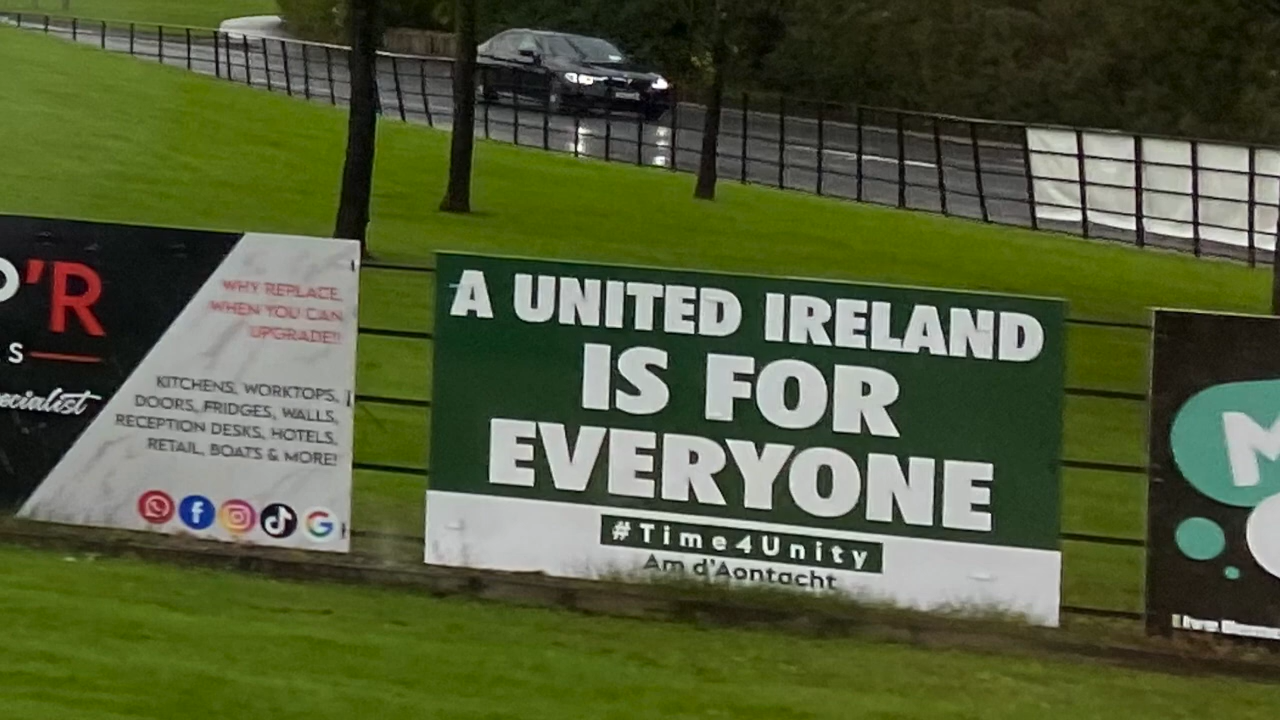 'R
S
ecialist
WHY REPLACE,
WHEN YOU CAN
UPGRADE!!
KITCHENS, WORKTOPS,
DOORS, FRIDGES, WALLS,
RECEPTION DESKS, HOTELS,
RETAIL, BOATS & MORE!
A UNITED IRELAND
IS FOR
EVERYONE
#Time4Unity
Am d'Aontacht
M